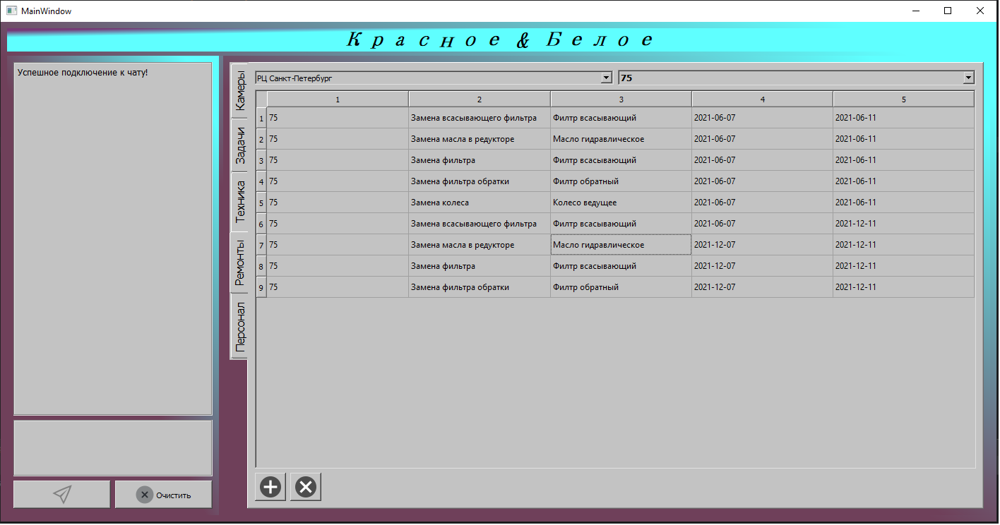 MainWindow
Красное & Белое
Успешное подключение к чату!
Очистить
Камеры
Задачи
Техника
Ремонты
Персонал
РЦ Санкт-Петербург 75
1 2 3 4 5
1 75 Замена всасывающего фильтра Филтр всасывающий 2021-06-07 2021-06-11
2 75 Замена масла в редукторе Масло гидравлическое 2021-06-07 2021-06-11
3 75 Замена фильтра Филтр всасывающий 2021-06-07 2021-06-11
4 75 Замена фильтра обратки Филтр обратный 2021-06-07 2021-06-11
5 75 Замена колеса Колесо ведущее 2021-06-07 2021-06-11
6 75 Замена всасывающего фильтра Филтр всасывающий 2021-06-07 2021-12-11
7 75 Замена масла в редукторе Масло гидравлическое 2021-12-07 2021-12-11
8 75 Замена фильтра Филтр всасывающий 2021-12-07 2021-12-11
9 75 Замена фильтра обратки Филтр обратный 2021-12-07 2021-12-11